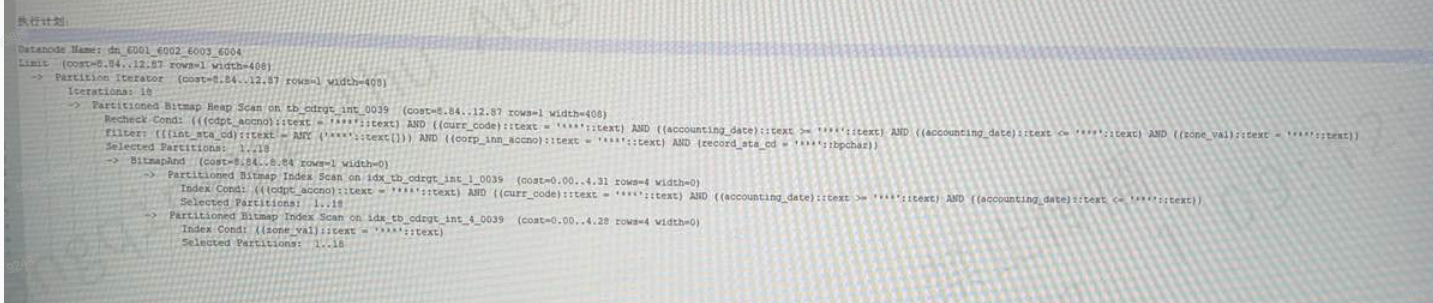 执行计划:
Datanode Name: dn_6001_6002_6003_6004
Limit (cost=8.84..12.87 rows=1 width=408)
-> Partition Iterator (cost=8.84..12.87 rows=1 width=408)
Iterations: 18
-> Partitioned Bitmap Heap Scan on tb_cdrgt_int_0039 (cost=8.84..12.87 rows=1 width=408)
Recheck Cond: (((cdpt_accno)::text = '****'::text) AND ((curr_code)::text = '****'::text) AND ((accounting_date)::text >= '****'::text) AND ((accounting_date)::text <= '****'::text) AND ((zone_val)::text = '****'::text))
Filter: (((int_sta_cd)::text = ANY ('****'::text[])) AND ((corp_inn_accno)::text = '****'::text) AND (record_sta_cd = '****'::bpchar))
Selected Partitions: 1..18
-> BitmapAnd (cost=8.84..8.84 rows=1 width=0)
-> Partitioned Bitmap Index Scan on idx_tb_cdrgt_int_1_0039 (cost=0.00..4.31 rows=4 width=0)
Index Cond: (((cdpt_accno)::text = '****'::text) AND ((curr_code)::text = '****'::text) AND ((accounting_date)::text >= '****'::text) AND ((accounting_date)::text <= '****'::text))
Selected Partitions: 1..18
-> Partitioned Bitmap Index Scan on idx_tb_cdrgt_int_4_0039 (cost=0.00..4.28 rows=4 width=0)
Index Cond: ((zone_val)::text = '****'::text)
Selected Partitions: 1..18